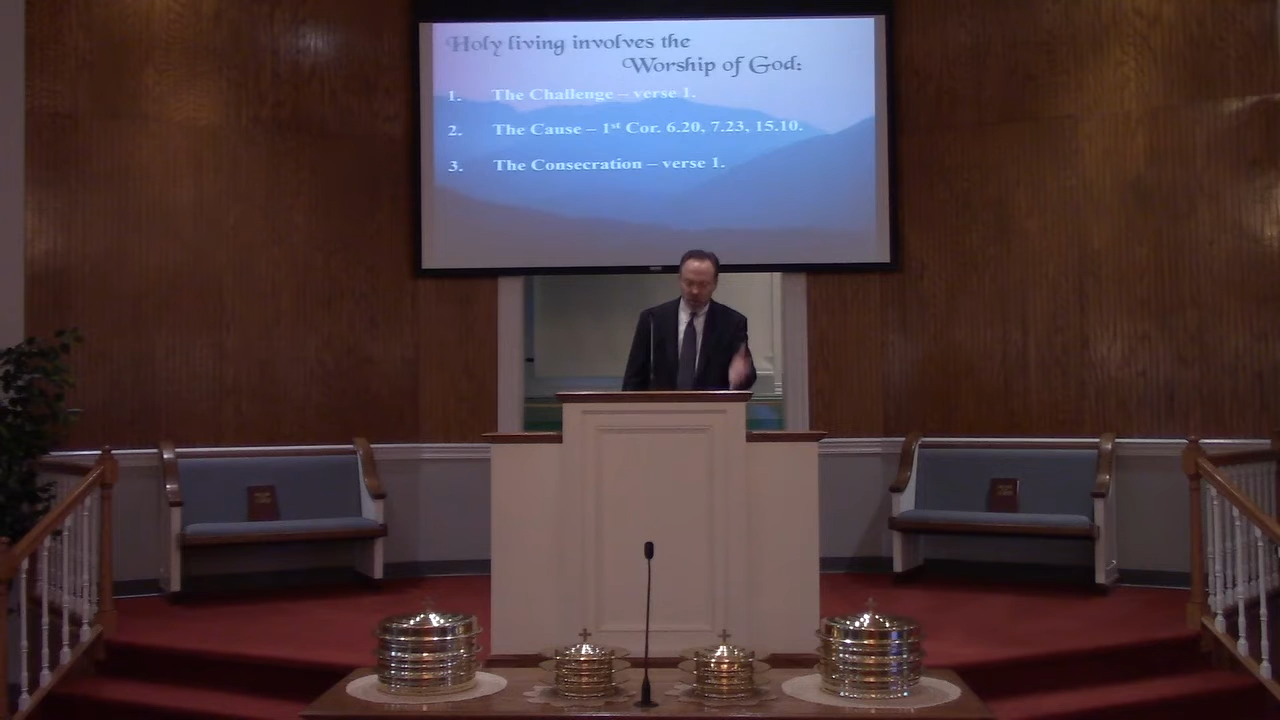 Holy living involves the
Worship of God:
1. The Challenge – verse 1.
2. The Cause – 1st Cor. 6.20, 7.23, 15.10.
3. The Consecration – verse 1.